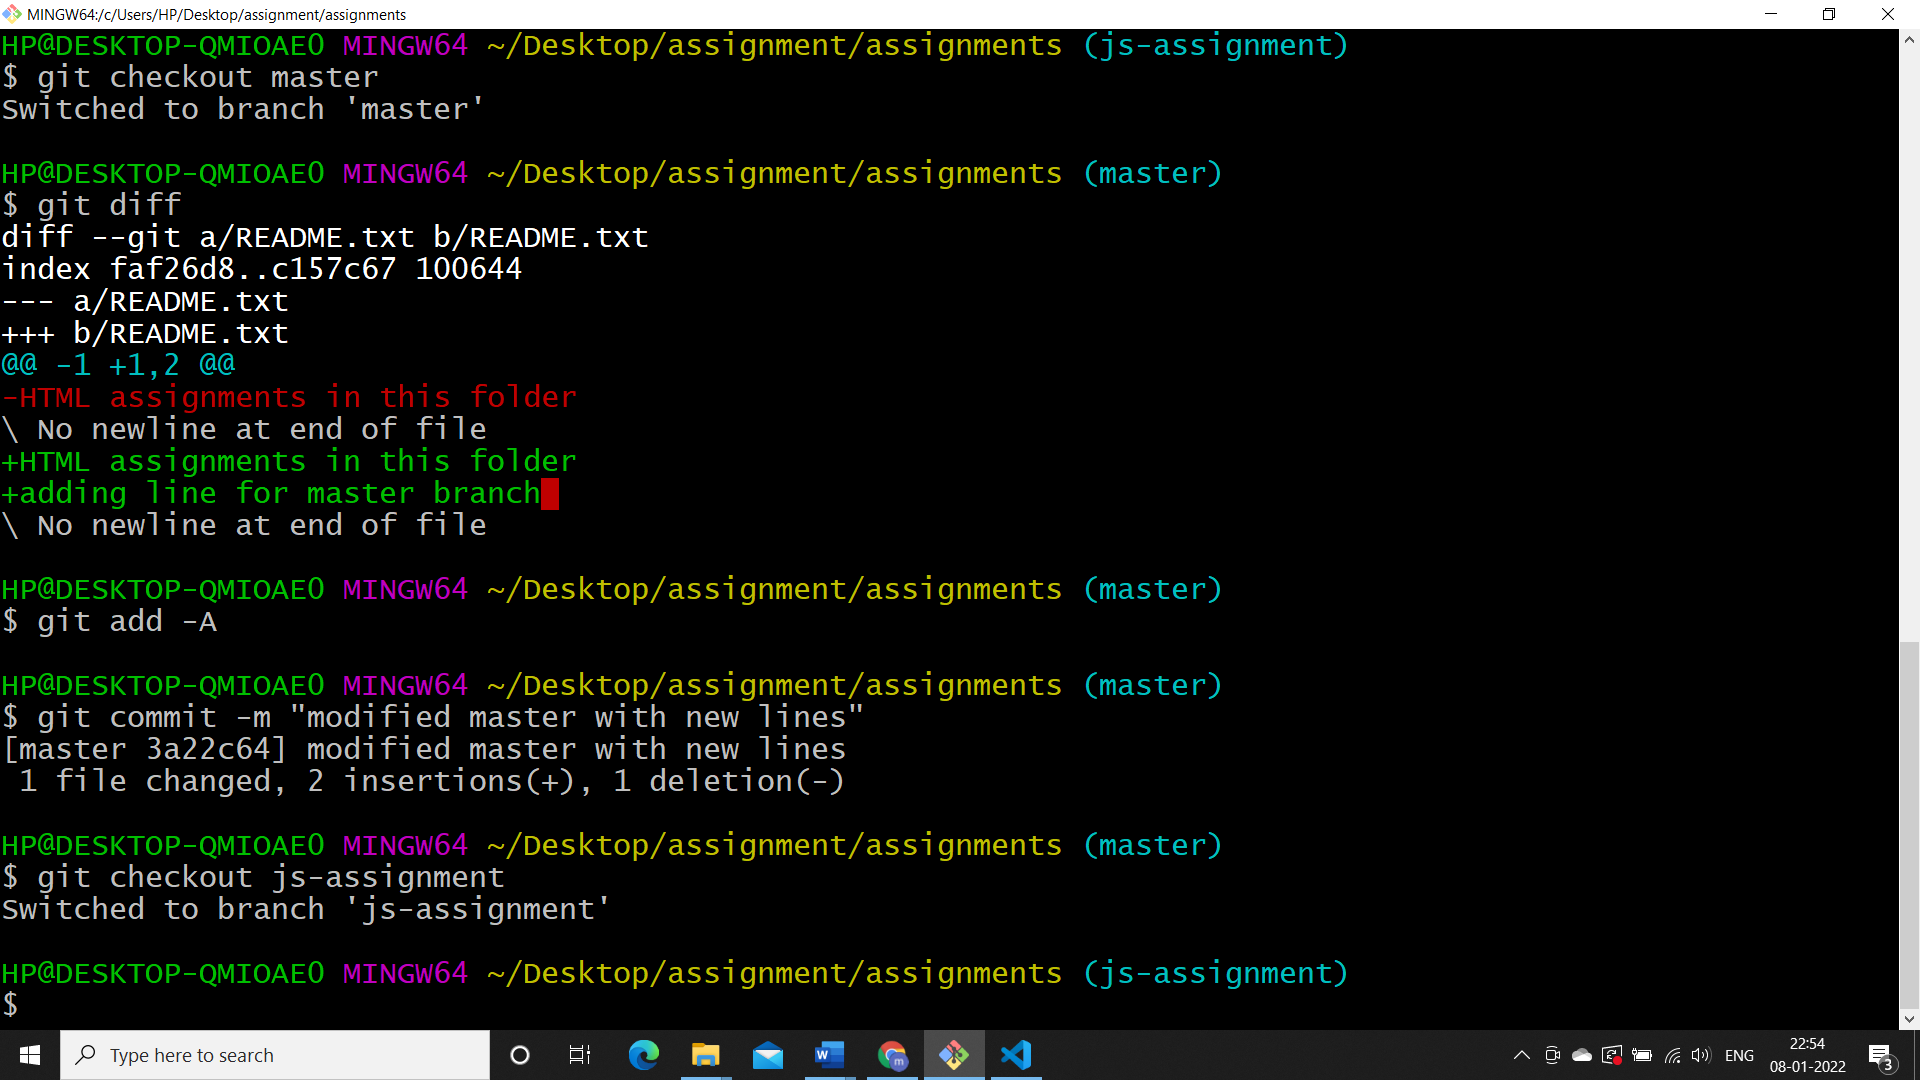 MINGW64:/c/Users/HP/Desktop/assignment/assignments
HP@DESKTOP-QMIOAEO MINGW64 ~/Desktop/assignment/assignments (js-assignment)
$ git checkout master
Switched to branch 'master'
HP@DESKTOP-QMIOAEO MINGW64 ~/Desktop/assignment/assignments (master)
$ git diff
diff --git a/README.txt b/README.txt
index faf26d8..c157c67 100644
--- a/README.txt
+++ b/README.txt
@@ -1 +1,2 @@
-HTML assignments in this folder
\ No newline at end of file
+HTML assignments in this folder
+adding line for master branch
\ No newline at end of file
HP@DESKTOP-QMIOAEO MINGW64 ~/Desktop/assignment/assignments (master)
$ git add -A
HP@DESKTOP-QMIOAEO MINGW64 ~/Desktop/assignment/assignments (master)
$ git commit -m "modified master with new lines"
[master 3a22c64] modified master with new lines
 1 file changed, 2 insertions(+), 1 deletion(-)
HP@DESKTOP-QMIOAEO MINGW64 ~/Desktop/assignment/assignments (master)
$ git checkout js-assignment
Switched to branch 'js-assignment'
HP@DESKTOP-QMIOAEO MINGW64 ~/Desktop/assignment/assignments (js-assignment)
$
Type here to search
W
m
ENG
22:54
08-01-2022
3